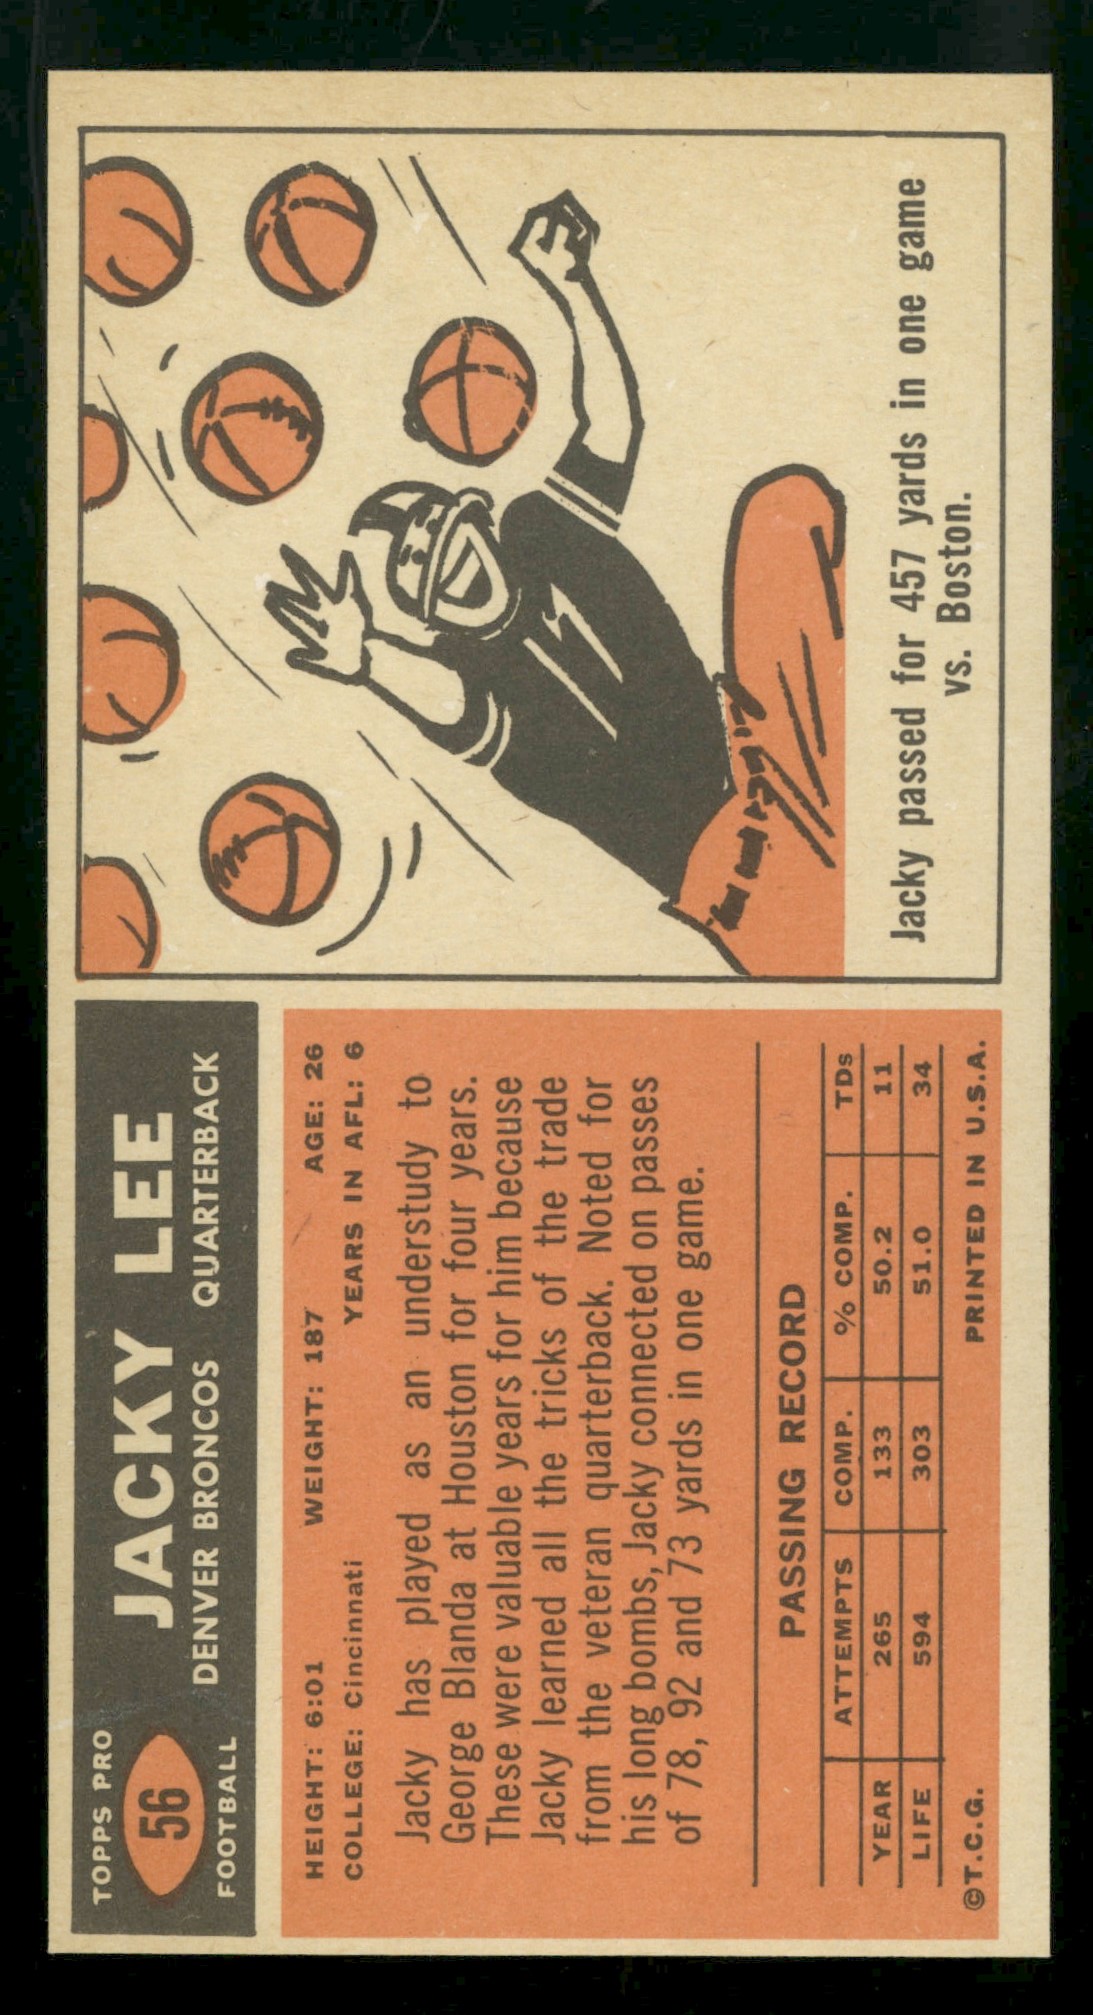 TOPPS PRO
56
FOOTBALL
JACKY LEE
DENVER BRONCOS QUARTERBACK
HEIGHT: 6:01 WEIGHT: 187 AGE: 26
COLLEGE: Cincinnati YEARS IN AFL: 6
Jacky has played as an understudy to
George Blanda at Houston for four years.
These were valuable years for him because
Jacky learned all the tricks of the trade
from the veteran quarterback. Noted for
his long bombs, Jacky connected on passes
of 78, 92 and 73 yards in one game.
PASSING RECORD
ATTEMPTS COMP. % COMP. TDs
YEAR 265 133 50.2 11
LIFE 594 303 51.0 34
©T.C.G. PRINTED IN U.S.A.
Jacky passed for 457 yards in one game
vs. Boston.